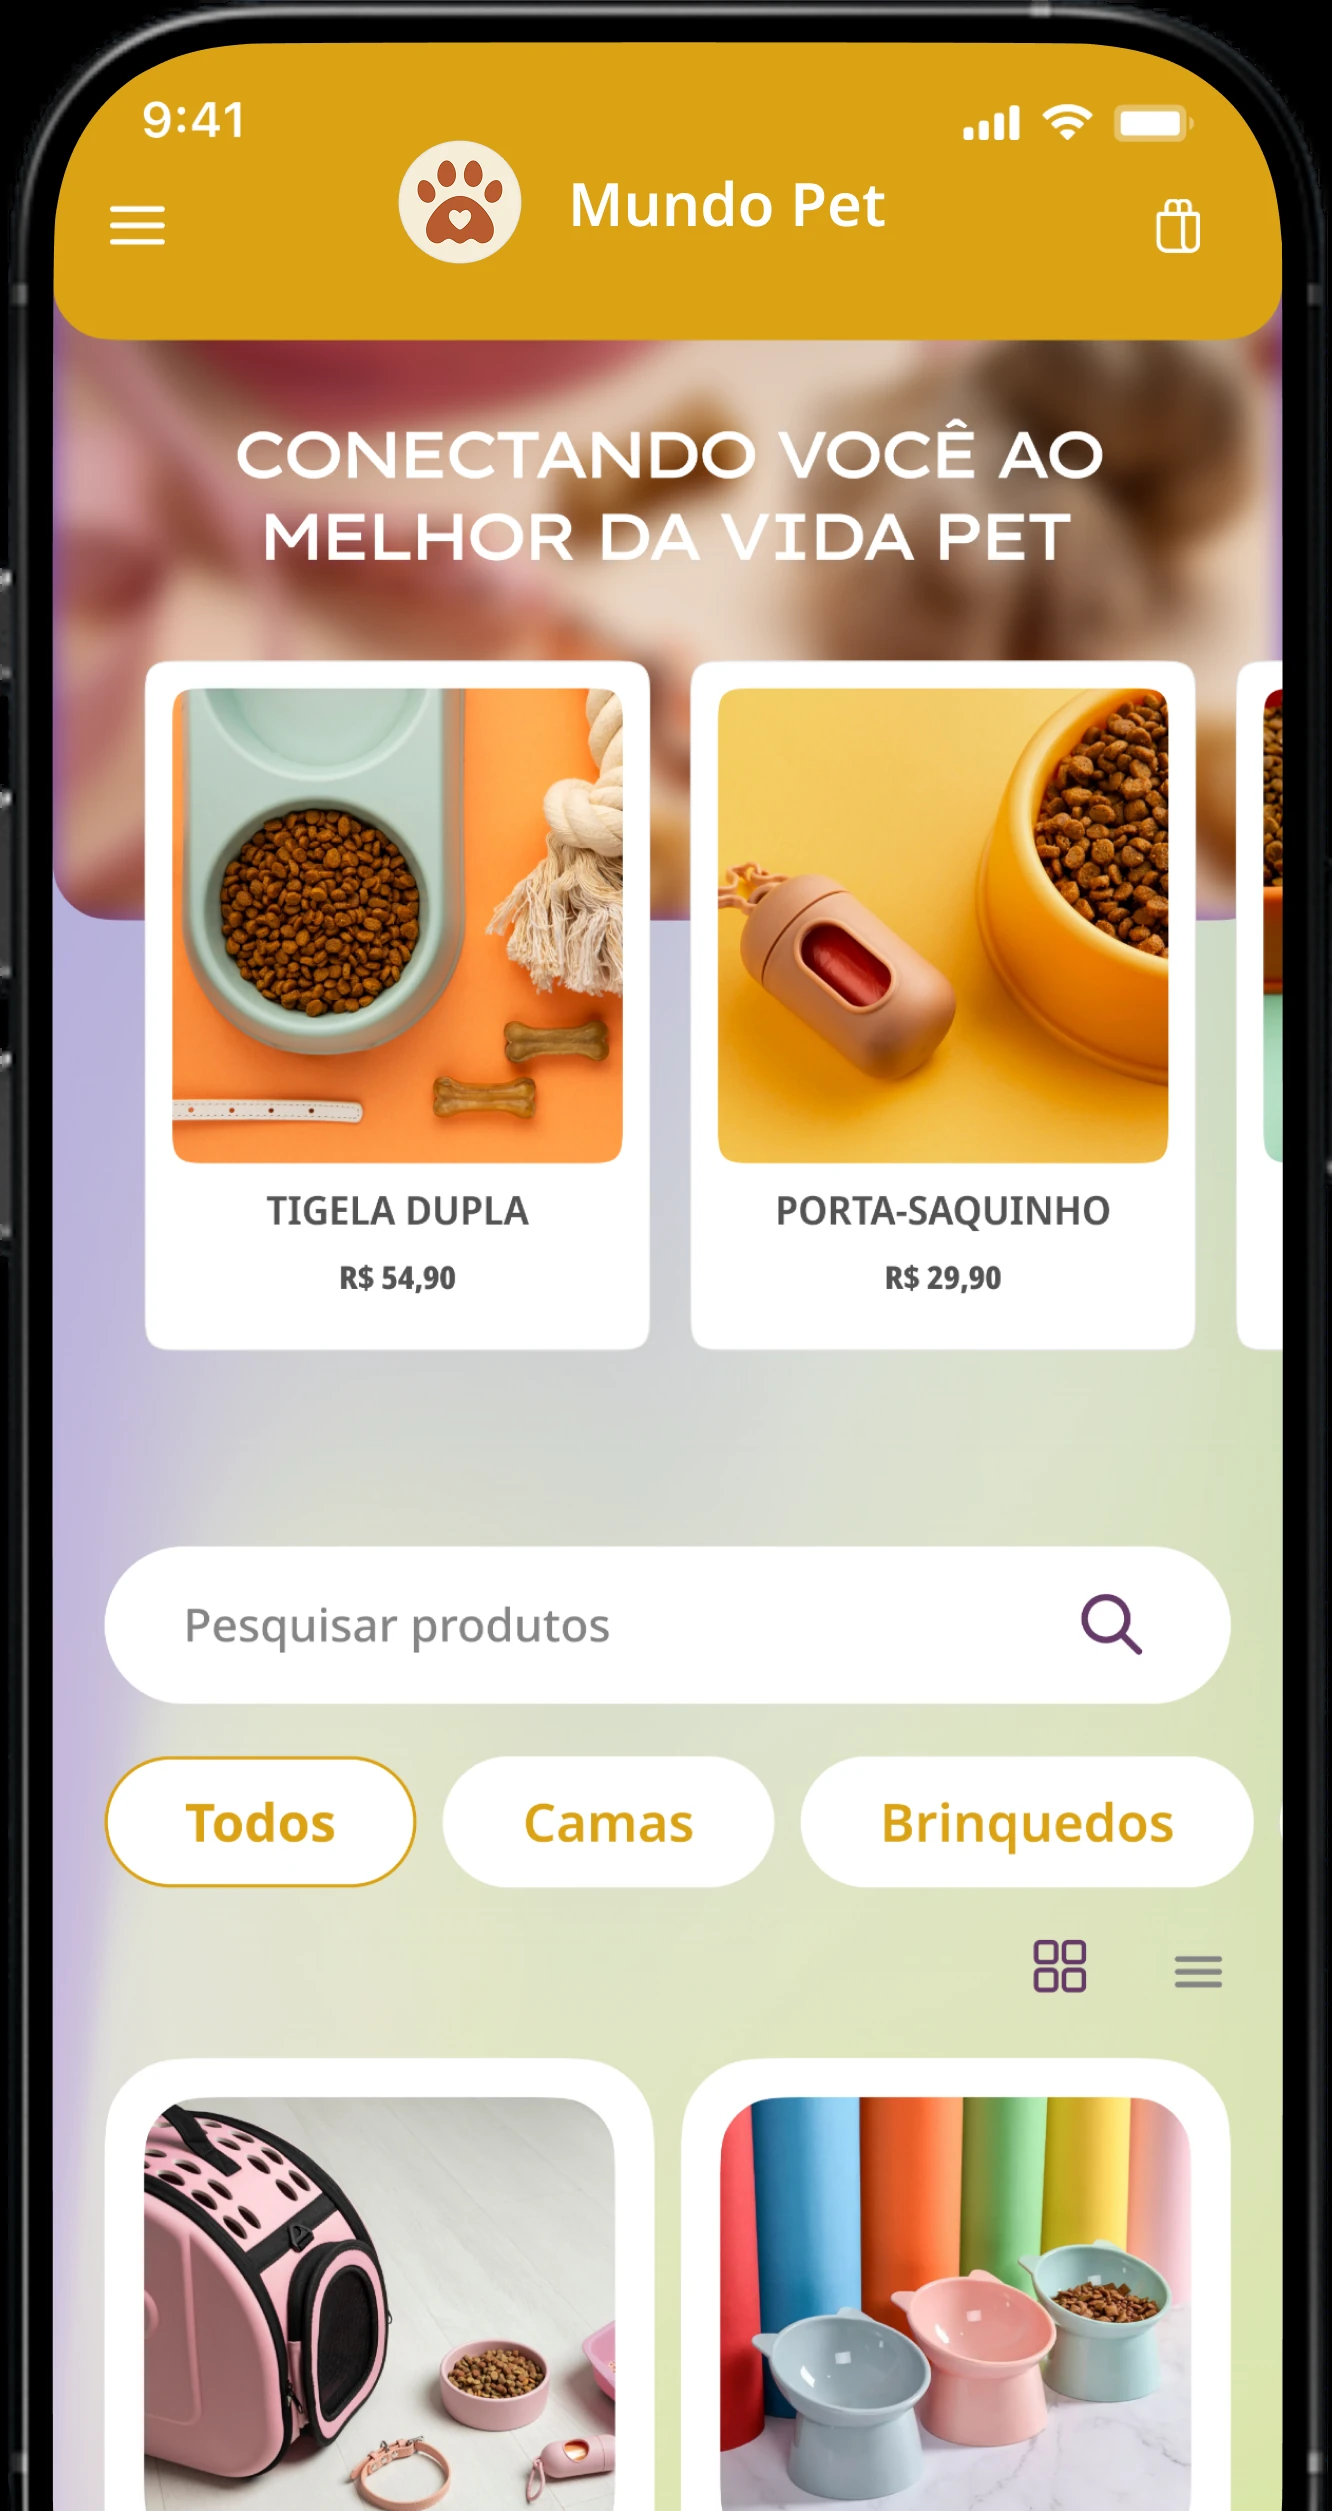 9:41
Mundo Pet
CONECTANDO VOCÊ AO
MELHOR DA VIDA PET
TIGELA DUPLA
R$ 54,90
PORTA-SAQUINHO
R$ 29,90
Pesquisar produtos
Todos
Camas
Brinquedos